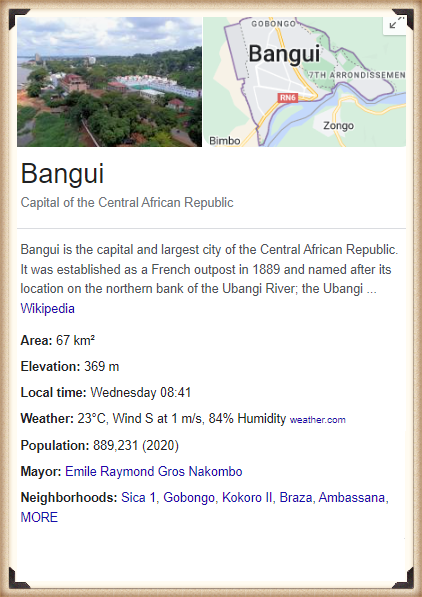 GOBONGO
Bangui
7TH ARRONDISSEMEN
RN6
Zongo
Bimbo
Bangui
Capital of the Central African Republic
Bangui is the capital and largest city of the Central African Republic.
It was established as a French outpost in 1889 and named after its
location on the northern bank of the Ubangi River; the Ubangi ...
Wikipedia
Area: 67 km²
Elevation: 369 m
Local time: Wednesday 08:41
Weather: 23°C, Wind S at 1 m/s, 84% Humidity weather.com
Population: 889,231 (2020)
Mayor: Emile Raymond Gros Nakombo
Neighborhoods: Sica 1, Gobongo, Kokoro II, Braza, Ambassana,
MORE